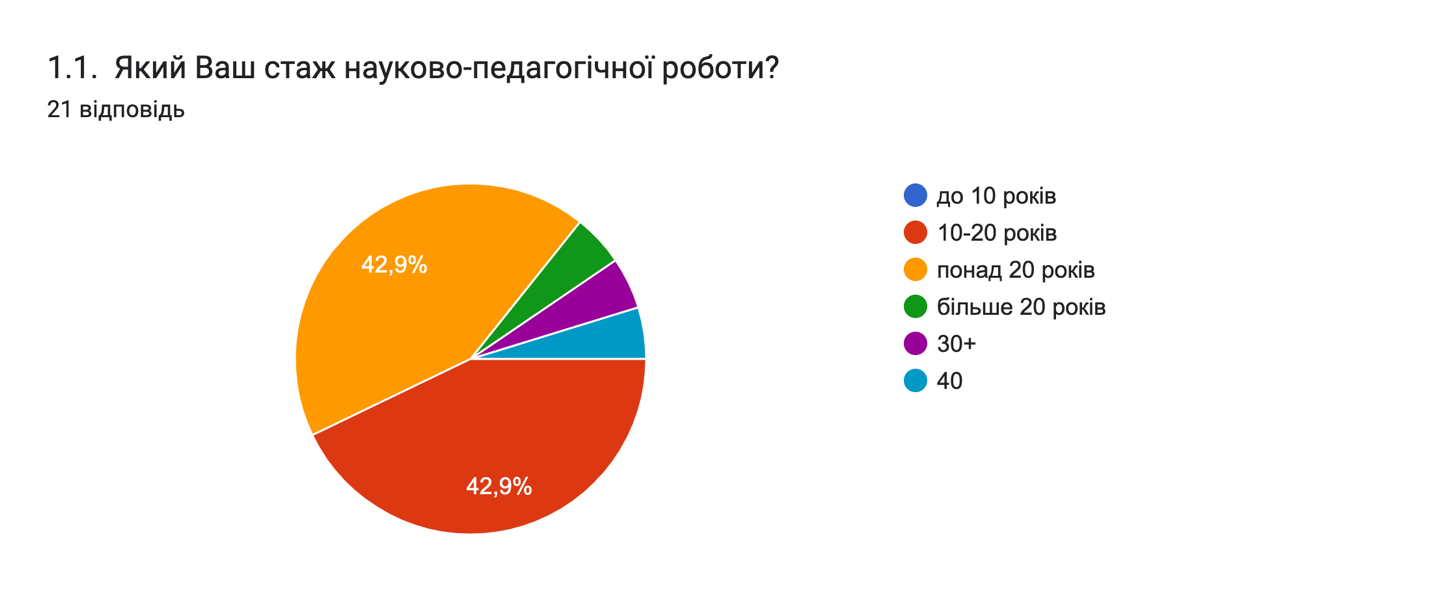 1.1. Який Ваш стаж науково-педагогічної роботи?
21 відповідь
42,9%
42,9%
до 10 років
10-20 років
понад 20 років
більше 20 років
30+
40